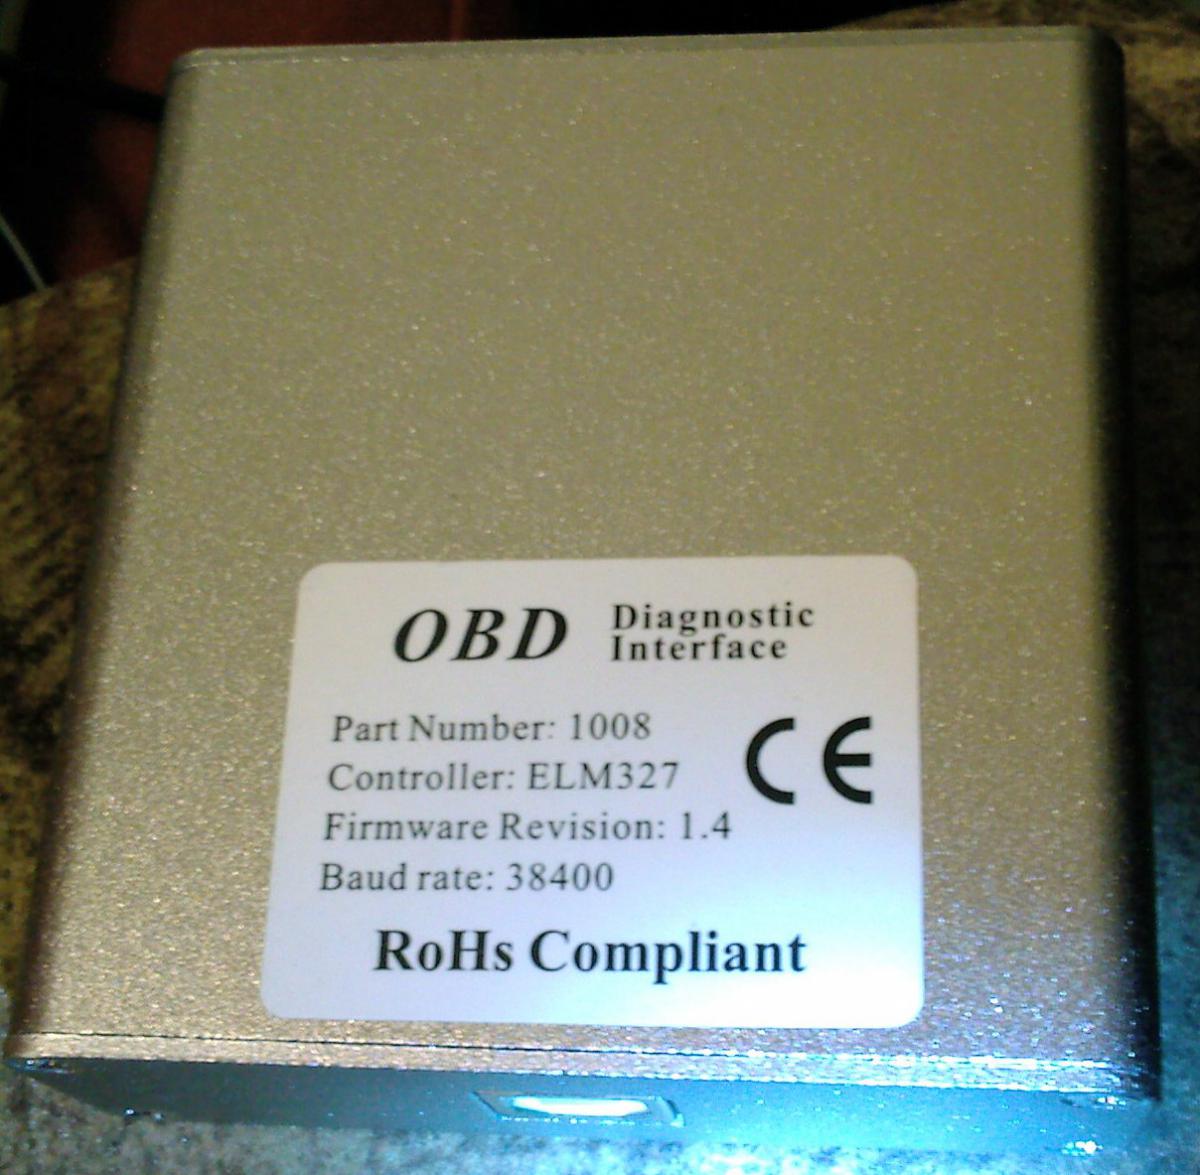 OBD Diagnostic
Interface
Part Number: 1008
Controller: ELM327
Firmware Revision: 1.4
Baud rate: 38400
CE
RoHs Compliant